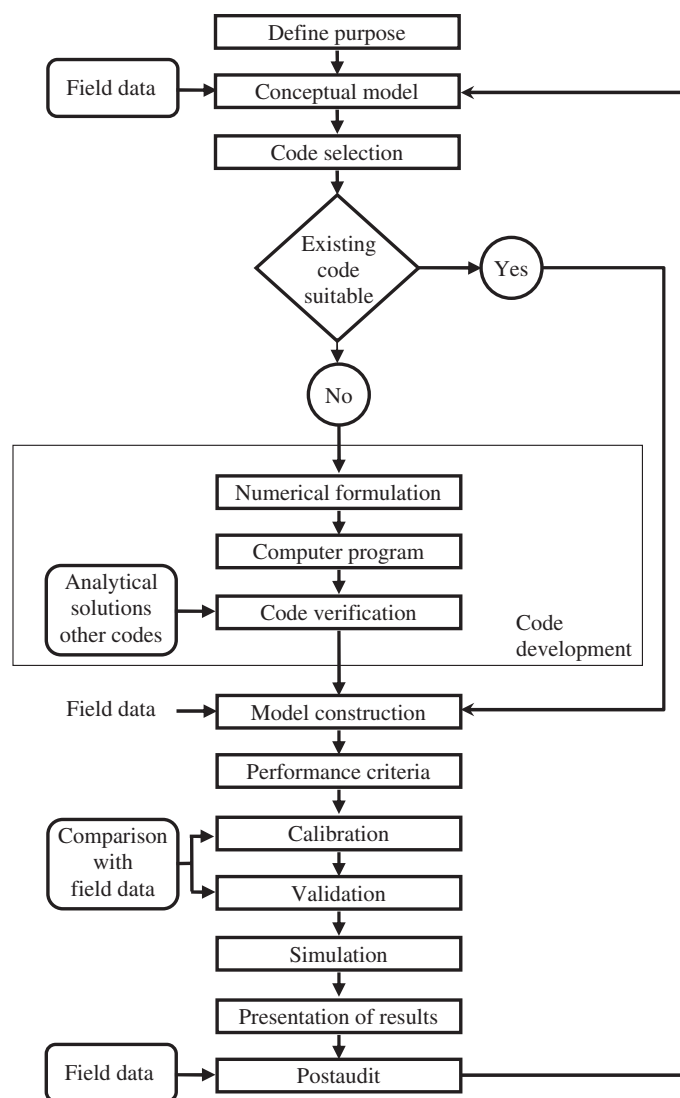 Define purpose
Field data
Conceptual model
Code selection
Existing
code
suitable
Yes
No
Numerical formulation
Computer program
Analytical
solutions
other codes
Code verification
Code
development
Field data
Model construction
Performance criteria
Comparison
with
field data
Calibration
Validation
Simulation
Presentation of results
Field data
Postaudit